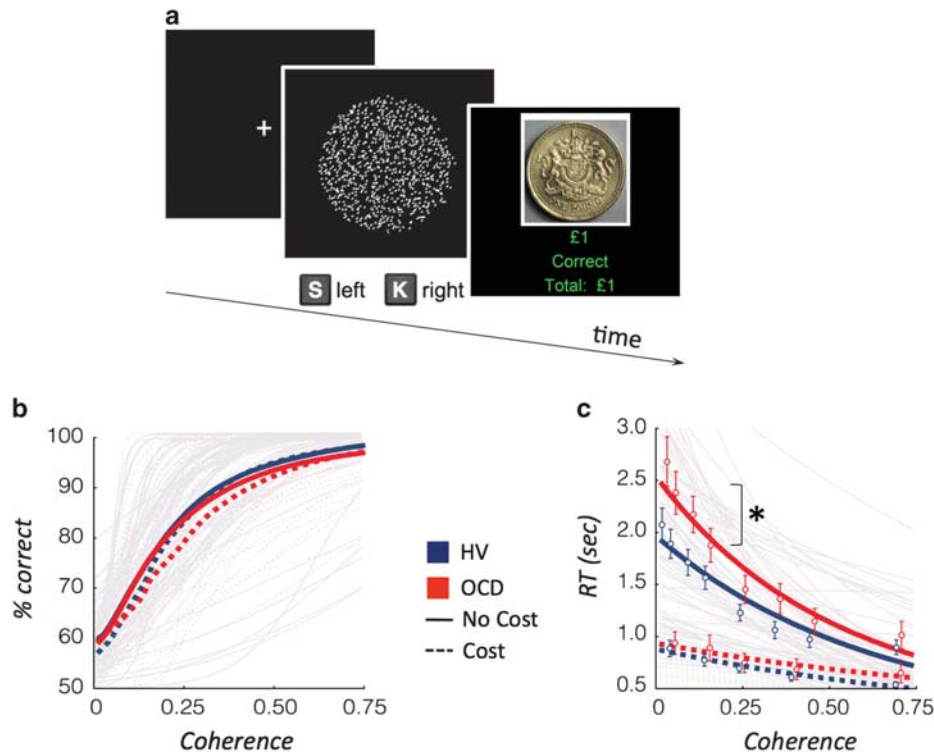 a
+
£1
Correct
Total: £1
S left K right
time
b
% correct
100
90
80
70
60
50
0 0.25 0.50 0.75
Coherence
HV
OCD
No Cost
Cost
c
RT (sec)
3.0
2.5
2.0
1.5
1.0
0.5
*
0 0.25 0.50 0.75
Coherence